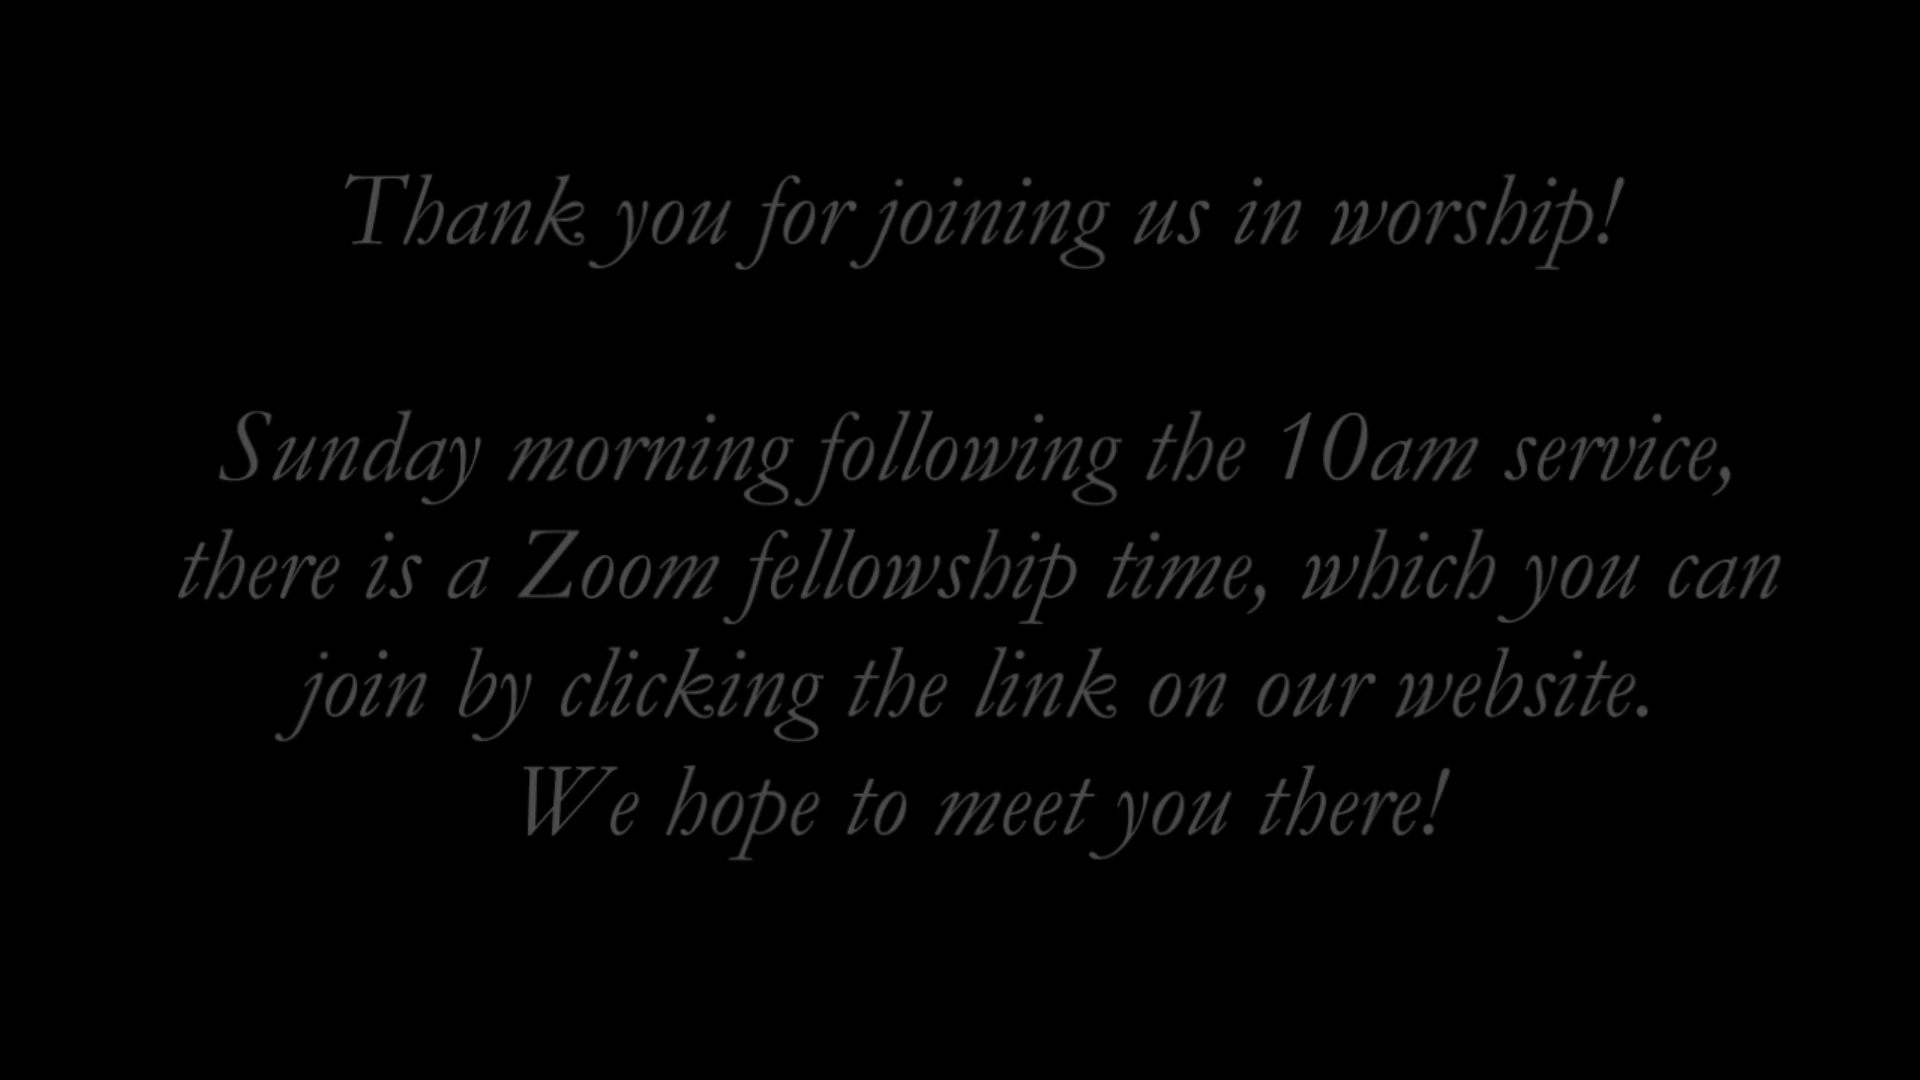 Thank you for joining us in worship!
Sunday morning following the 10am service,
there is a Zoom fellowship time, which you can
join by clicking the link on our website.
We hope to meet you there!